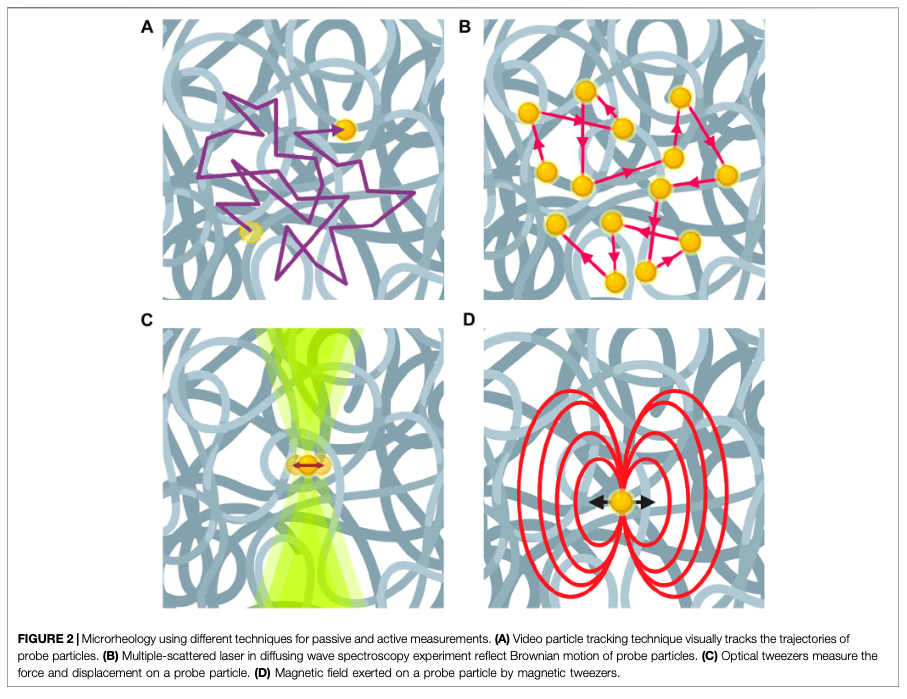 A
B
C
D
FIGURE 2 | Microrheology using different techniques for passive and active measurements. (A) Video particle tracking technique visually tracks the trajectories of
probe particles. (B) Multiple-scattered laser in diffusing wave spectroscopy experiment reflect Brownian motion of probe particles. (C) Optical tweezers measure the
force and displacement on a probe particle. (D) Magnetic field exerted on a probe particle by magnetic tweezers.